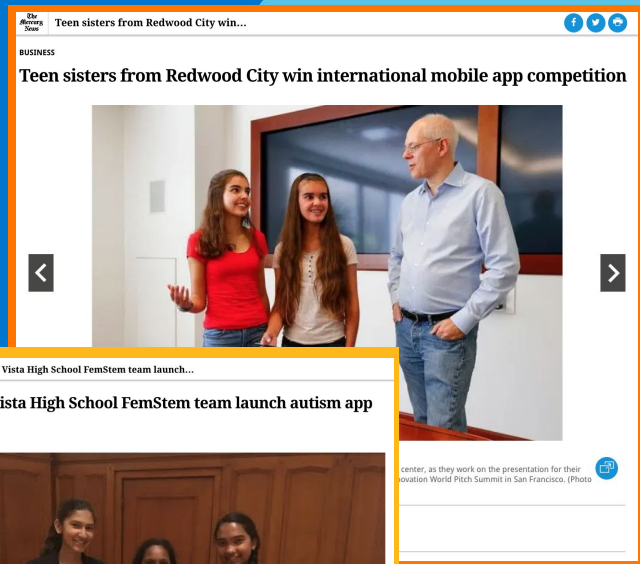 The
Mercury
News
Teen sisters from Redwood City win...
BUSINESS
Teen sisters from Redwood City win international mobile app competition
center, as they work on the presentation for their
ovation World Pitch Summit in San Francisco. (Photo
Vista High School FemStem team launch...
ista High School FemStem team launch autism app